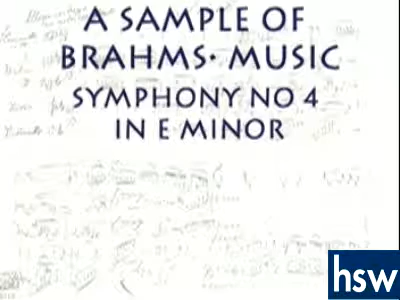 A SAMPLE OF
BRAHMS· MUSIC
SYMPHONY NO 4
IN E MINOR
hsw